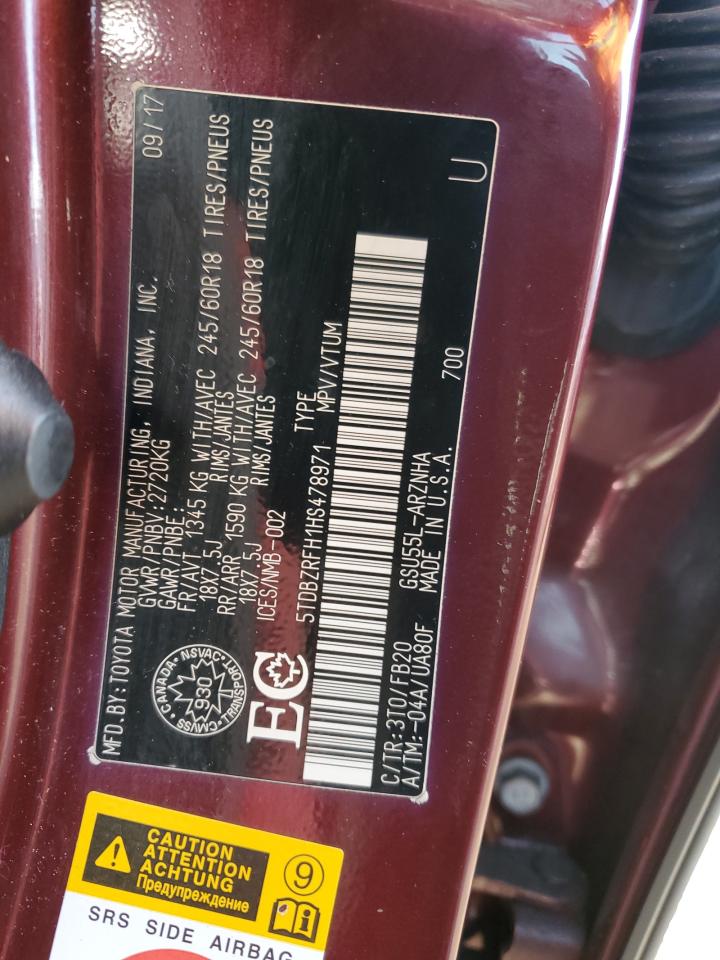 MFD.BY:TOYOTA MOTOR MANUFACTURING, INDIANA, INC. 09/17
GVWR/PNBV:2720KG
GAWR/PNBE:
FR/AVT 1345 KG WITH/AVEC 245/60R18 TIRES/PNEUS
18X7.5J RIMS/JANTES
RR/ARR 1590 KG WITH/AVEC 245/60R18 TIRES/PNEUS
18X7.5J RIMS/JANTES
ICES/NMB-002
5TDBZRFH1HS478971 TYPE MPV/VTUM
CANADA NSVAC
930
CMVSS TRANSPORT
EC
C/TR:3T0/FB20 GSU55L-ARZNHA 700 U
A/TM:-04A/UA80F MADE IN U.S.A.
CAUTION
ATTENTION
ACHTUNG
Предупреждение
9
i
SRS SIDE AIRBAG